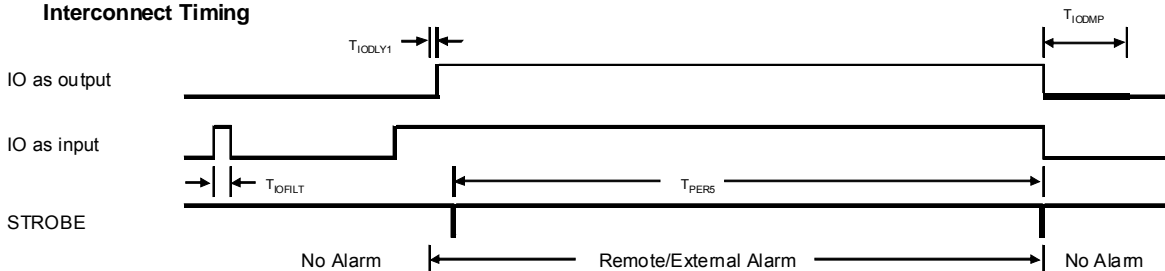 Interconnect Timing
TIODLY1
TIODMP
IO as output
IO as input
TIOFILT
TPER5
STROBE
No Alarm
Remote/External Alarm
No Alarm